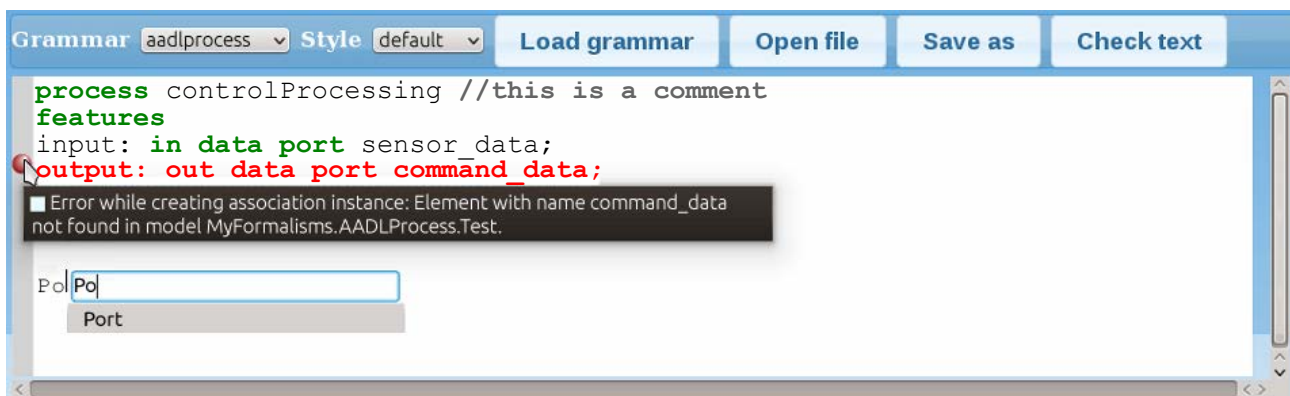 Grammar aadlprocess Style default Load grammar Open file Save as Check text
process controlProcessing //this is a comment
features
input: in data port sensor_data;
output: out data port command_data;
Error while creating association instance: Element with name command_data
not found in model MyFormalisms.AADLProcess.Test.
Po Po
Port